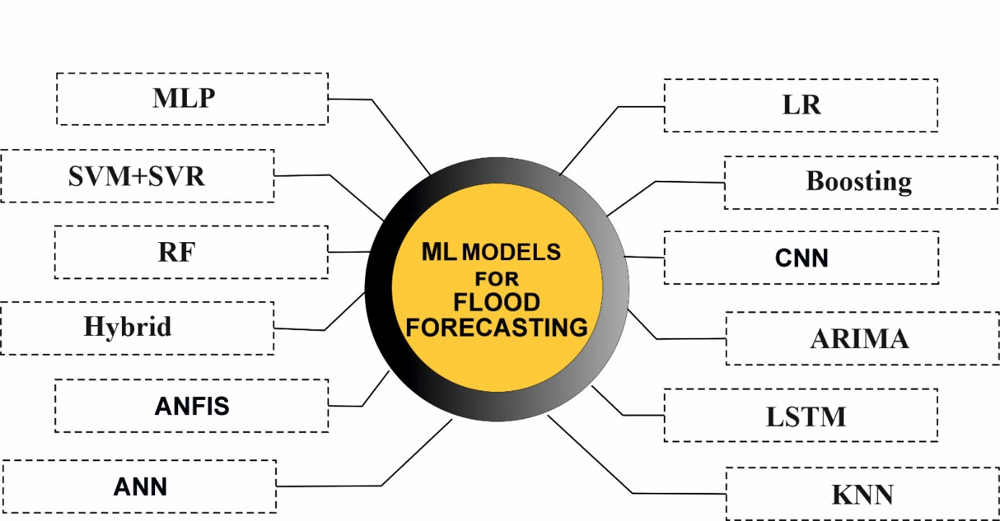 MLP
SVM+SVR
RF
Hybrid
ANFIS
ANN
ML MODELS
FOR
FLOOD
FORECASTING
LR
Boosting
CNN
ARIMA
LSTM
KNN